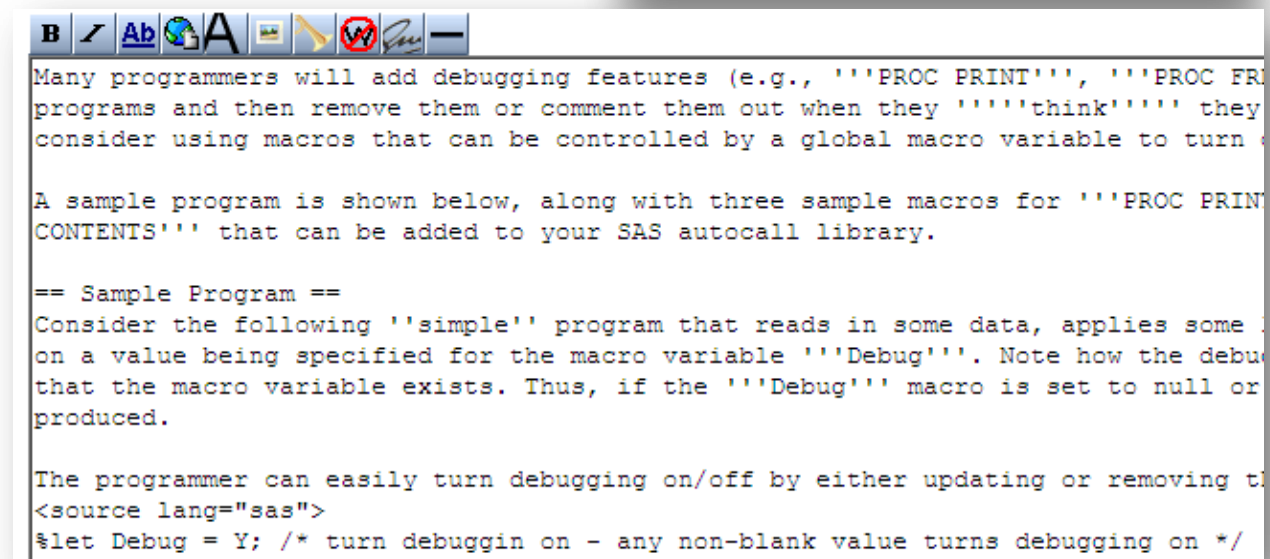 B I Ab A W
Many programmers will add debugging features (e.g., '''PROC PRINT''', '''PROC
programs and then remove them or comment them out when they '''''think''''' they
consider using macros that can be controlled by a global macro variable to turn
A sample program is shown below, along with three sample macros for '''PROC
CONTENTS''' that can be added to your SAS autocall library.
== Sample Program ==
Consider the following ''simple'' program that reads in some data, applies some
on a value being specified for the macro variable '''Debug'''. Note how the
that the macro variable exists. Thus, if the '''Debug''' macro is set to null or
produced.
The programmer can easily turn debugging on/off by either updating or removing
<source lang="sas">
%let Debug = Y; /* turn debuggin on - any non-blank value turns debugging on */